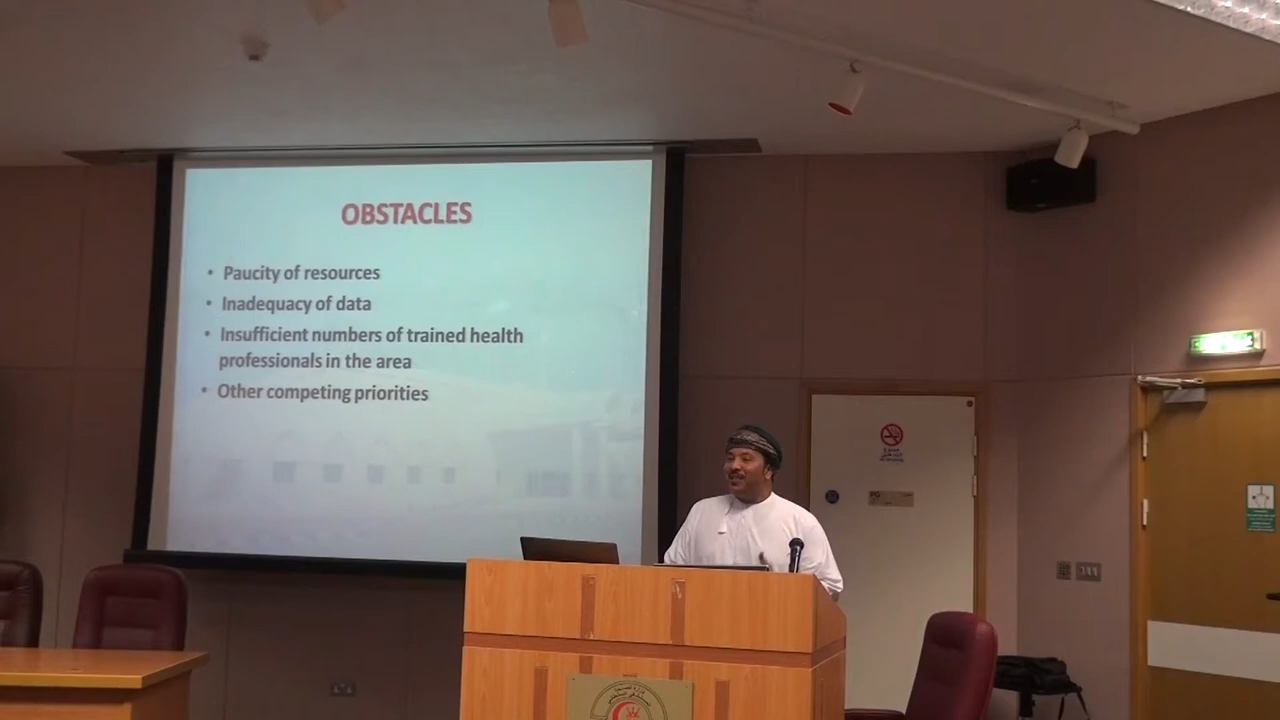 OBSTACLES
• Paucity of resources
• Inadequacy of data
• Insufficient numbers of trained health
professionals in the area
• Other competing priorities
PG